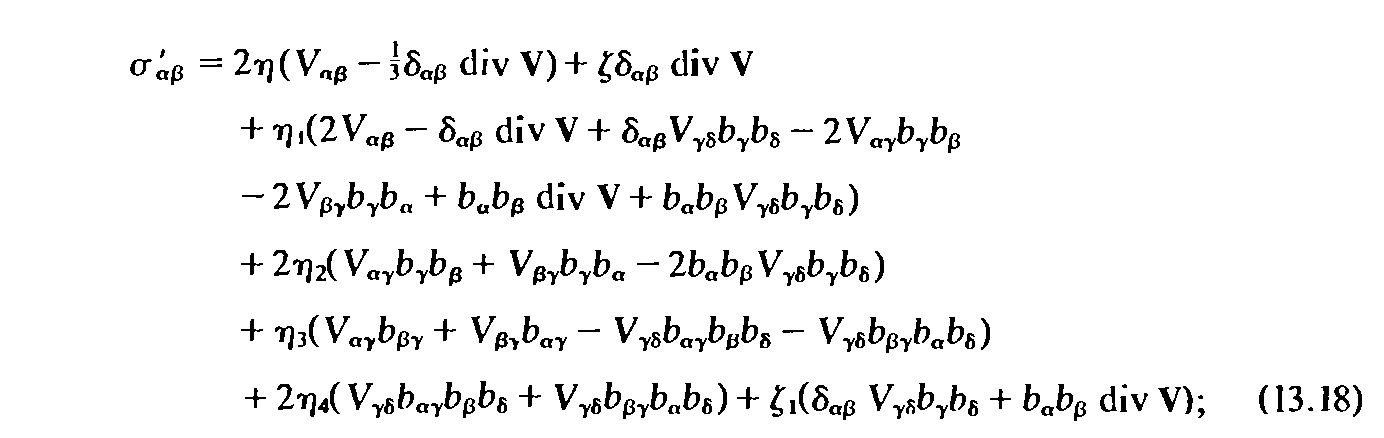 σ′αβ = 2η(Vαβ − ⅓δαβ div V) + ζδαβ div V
+ η₁(2Vαβ − δαβ div V + δαβVγδbγbδ − 2Vαγbγbβ
− 2Vβγbγbα + bαbβ div V + bαbβVγδbγbδ)
+ 2η₂(Vαγbγbβ + Vβγbγbα − 2bαbβVγδbγbδ)
+ η₃(Vαγbβγ + Vβγbαγ − Vγδbαγbβbδ − Vγδbβγbαbδ)
+ 2η₄(Vγδbαγbβbδ + Vγδbβγbαbδ) + ζ₁(δαβ Vγδbγbδ + bαbβ div V); (13.18)